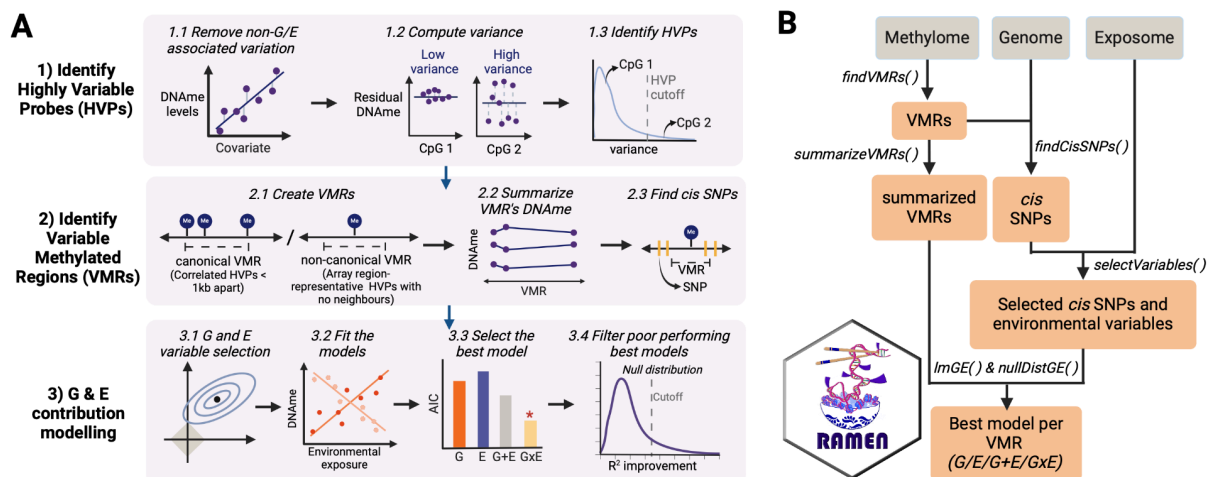 A
1) Identify
Highly Variable
Probes (HVPs)
1.1 Remove non-G/E
associated variation
DNAme
levels
Covariate
1.2 Compute variance
Low
variance
High
variance
Residual
DNAme
CpG 1
CpG 2
1.3 Identify HVPs
CpG 1
HVP
cutoff
CpG 2
variance
2) Identify
Variable
Methylated
Regions (VMRs)
2.1 Create VMRs
Me
Me
Me
canonical VMR
(Correlated HVPs <
1kb apart)
/
Me
non-canonical VMR
(Array region-
representative HVPs with
no neighbours)
2.2 Summarize
VMR's DNAme
DNAme
VMR
2.3 Find cis SNPs
Me
VMR
SNP
3) G & E
contribution
modelling
3.1 G and E
variable selection
3.2 Fit the
models
DNAme
Environmental
exposure
3.3 Select the
best model
AIC
*
G E G+E GxE
3.4 Filter poor performing
best models
Null distribution
Cutoff
R² improvement
B
Methylome
Genome
Exposome
findVMRs( )
VMRs
summarizeVMRs( )
findCisSNPs( )
summarized
VMRs
cis
SNPs
selectVariables( )
Selected cis SNPs and
environmental variables
lmGE( ) & nullDistGE( )
Best model per
VMR
(G/E/G+E/GxE)
RAMEN